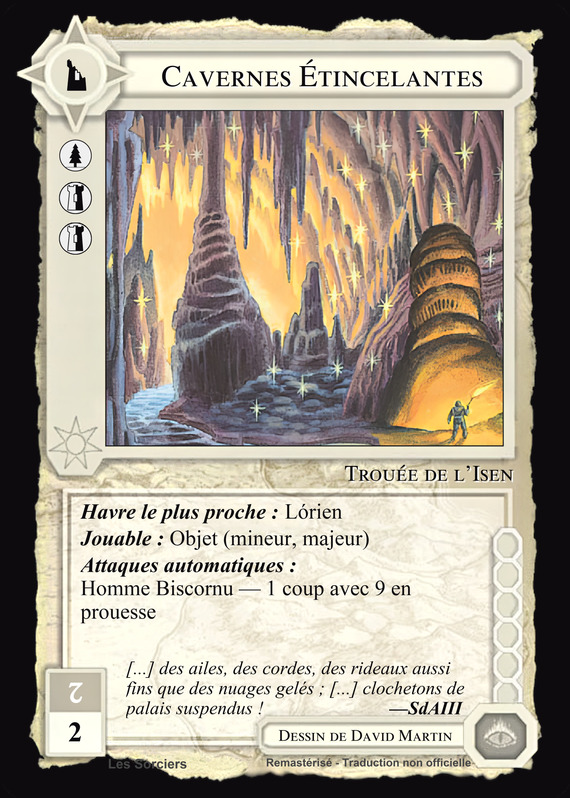 Cavernes Étincelantes
Trouée de l'Isen
Havre le plus proche : Lórien
Jouable : Objet (mineur, majeur)
Attaques automatiques :
Homme Biscornu — 1 coup avec 9 en
prouesse
[...] des ailes, des cordes, des rideaux aussi
fins que des nuages gelés ; [...] clochetons de
palais suspendus !
—SdAIII
2
2
Dessin de David Martin
Les Sorciers
Remastérisé - Traduction non officielle